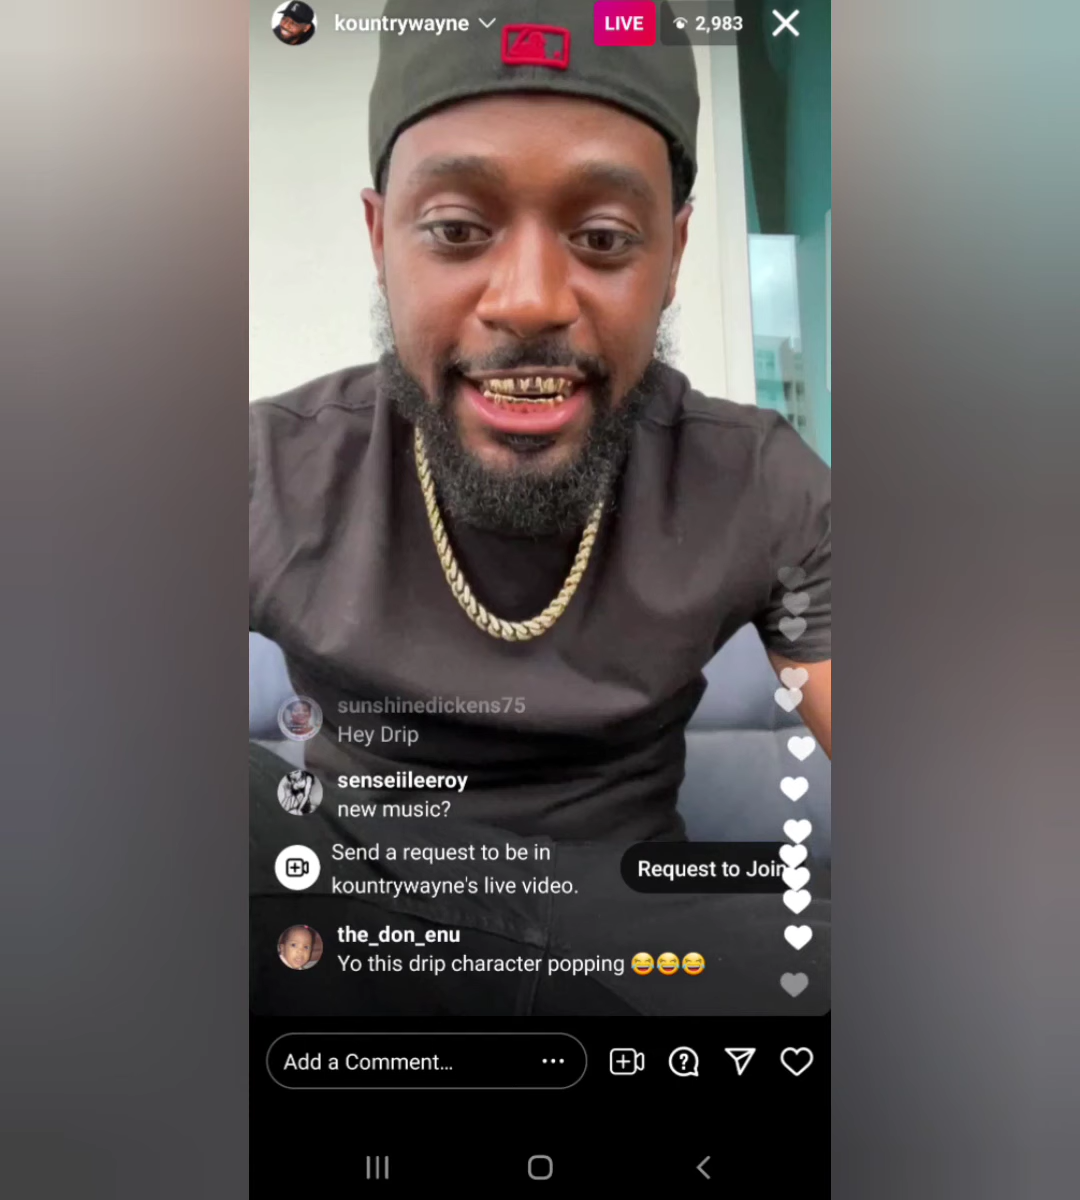 kountrywayne
LIVE
2,983
sunshinedickens75
Hey Drip
senseiileeroy
new music?
Send a request to be in
kountrywayne's live video.
Request to Join
the_don_enu
Yo this drip character popping 😆😆😆
Add a Comment...